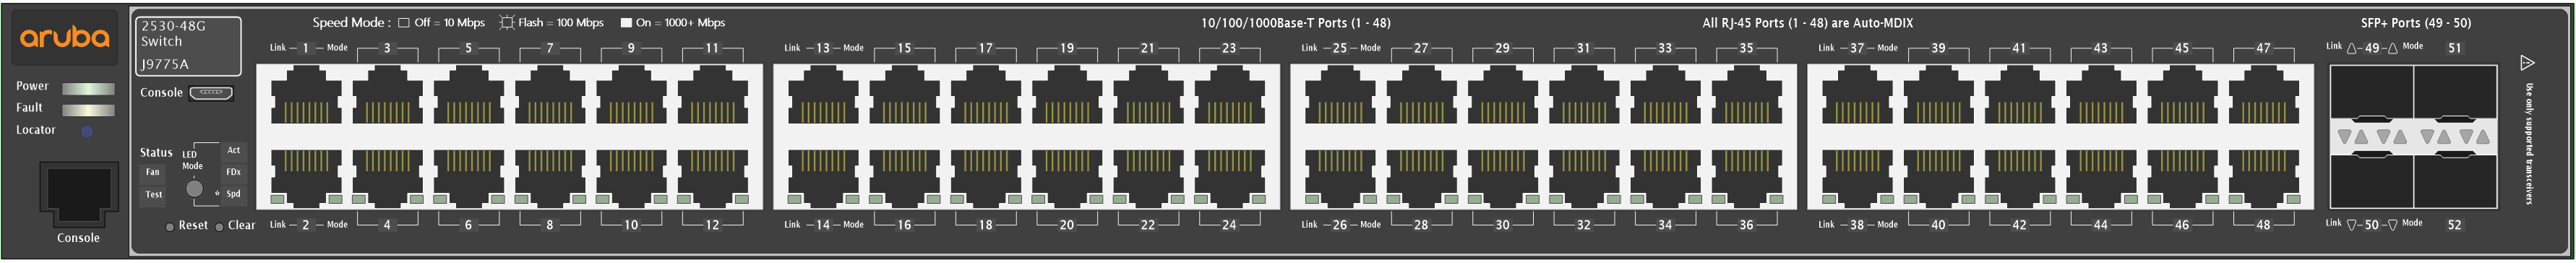 aruba
Power
Fault
Locator
Console
2530-48G
Switch
J9775A
Console
Status
Fan
Test
LED
Mode
Act
FDx
Spd
Reset
Clear
Speed Mode : Off = 10 Mbps Flash = 100 Mbps On = 1000+ Mbps
10/100/1000Base-T Ports (1 - 48)
All RJ-45 Ports (1 - 48) are Auto-MDIX
SFP+ Ports (49 - 50)
Link 1 Mode 3 5 7 9 11
Link 13 Mode 15 17 19 21 23
Link 25 Mode 27 29 31 33 35
Link 37 Mode 39 41 43 45 47
Link 49 Mode 51
Link 2 Mode 4 6 8 10 12
Link 14 Mode 16 18 20 22 24
Link 26 Mode 28 30 32 34 36
Link 38 Mode 40 42 44 46 48
Link 50 Mode 52
Use only supported transceivers